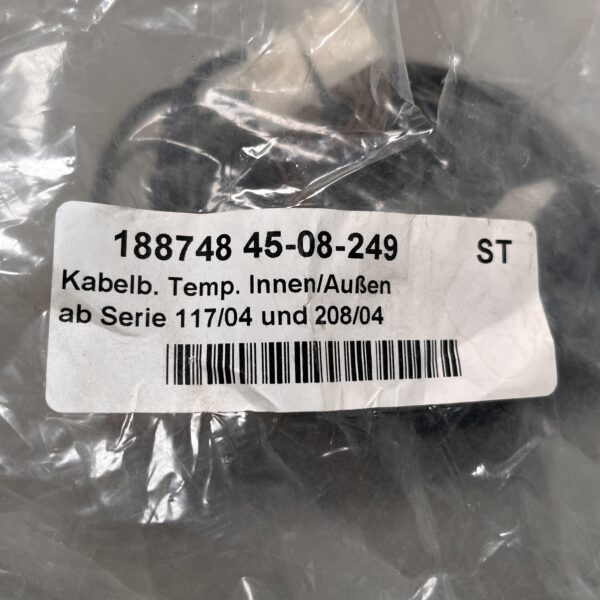 188748 45-08-249 ST
Kabelb. Temp. Innen/Außen
ab Serie 117/04 und 208/04